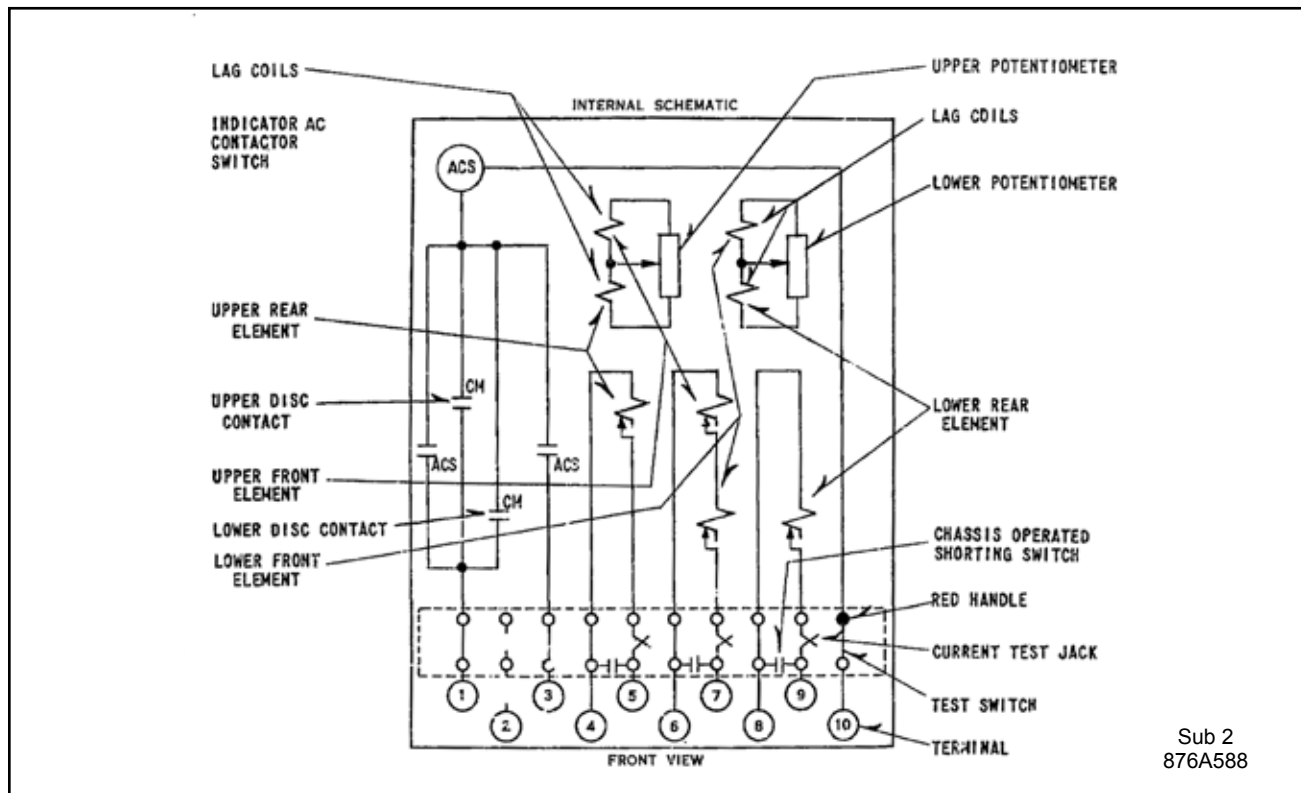 INTERNAL SCHEMATIC
LAG COILS
INDICATOR AC
CONTACTOR
SWITCH
UPPER REAR
ELEMENT
UPPER DISC
CONTACT
UPPER FRONT
ELEMENT
LOWER DISC CONTACT
LOWER FRONT
ELEMENT
ACS
CM
ACS
ACS
CM
UPPER POTENTIOMETER
LAG COILS
LOWER POTENTIOMETER
LOWER REAR
ELEMENT
CHASSIS OPERATED
SHORTING SWITCH
RED HANDLE
CURRENT TEST JACK
TEST SWITCH
TERMINAL
1 3 5 7 9
2 4 6 8 10
FRONT VIEW
Sub 2
876A588